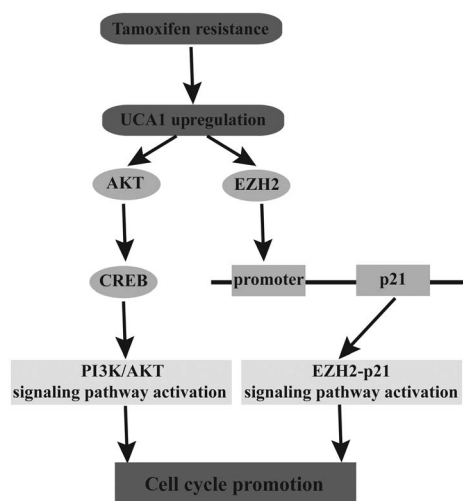 Tamoxifen resistance
UCA1 upregulation
AKT
EZH2
CREB
promoter
p21
PI3K/AKT
signaling pathway activation
EZH2-p21
signaling pathway activation
Cell cycle promotion